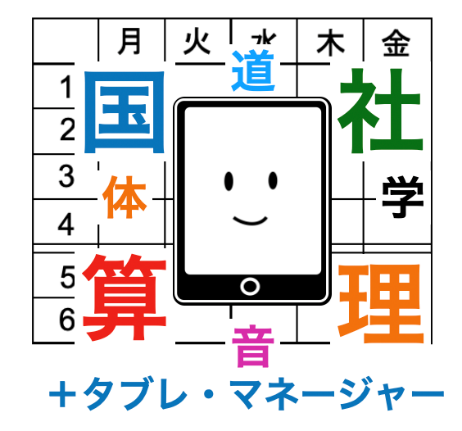 月 火 水 木 金
道
1 国 社
2
3 体 学
4
5 算 理
6
音
＋タブレ・マネージャー